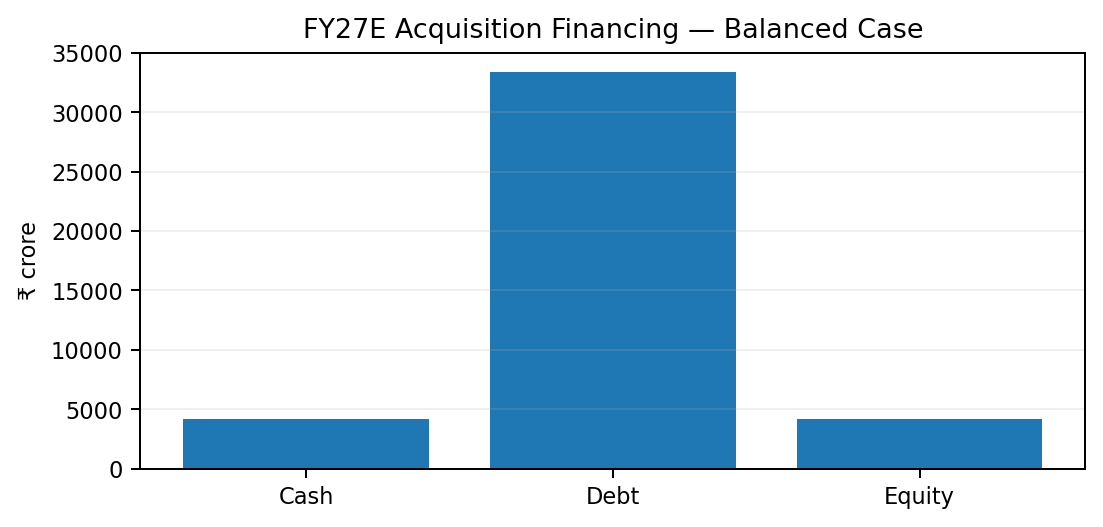 FY27E Acquisition Financing — Balanced Case
₹ crore
35000
30000
25000
20000
15000
10000
5000
0
Cash
Debt
Equity